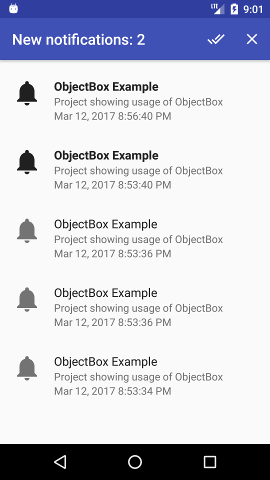 9:01
New notifications: 2
ObjectBox Example
Project showing usage of ObjectBox
Mar 12, 2017 8:56:40 PM
ObjectBox Example
Project showing usage of ObjectBox
Mar 12, 2017 8:53:40 PM
ObjectBox Example
Project showing usage of ObjectBox
Mar 12, 2017 8:53:36 PM
ObjectBox Example
Project showing usage of ObjectBox
Mar 12, 2017 8:53:36 PM
ObjectBox Example
Project showing usage of ObjectBox
Mar 12, 2017 8:53:34 PM